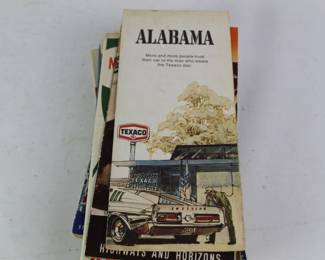 ALABAMA
More and more people trust
their car to the man who wears
the Texaco star.
TEXACO
TEXACO
HIGHWAYS AND HORIZONS